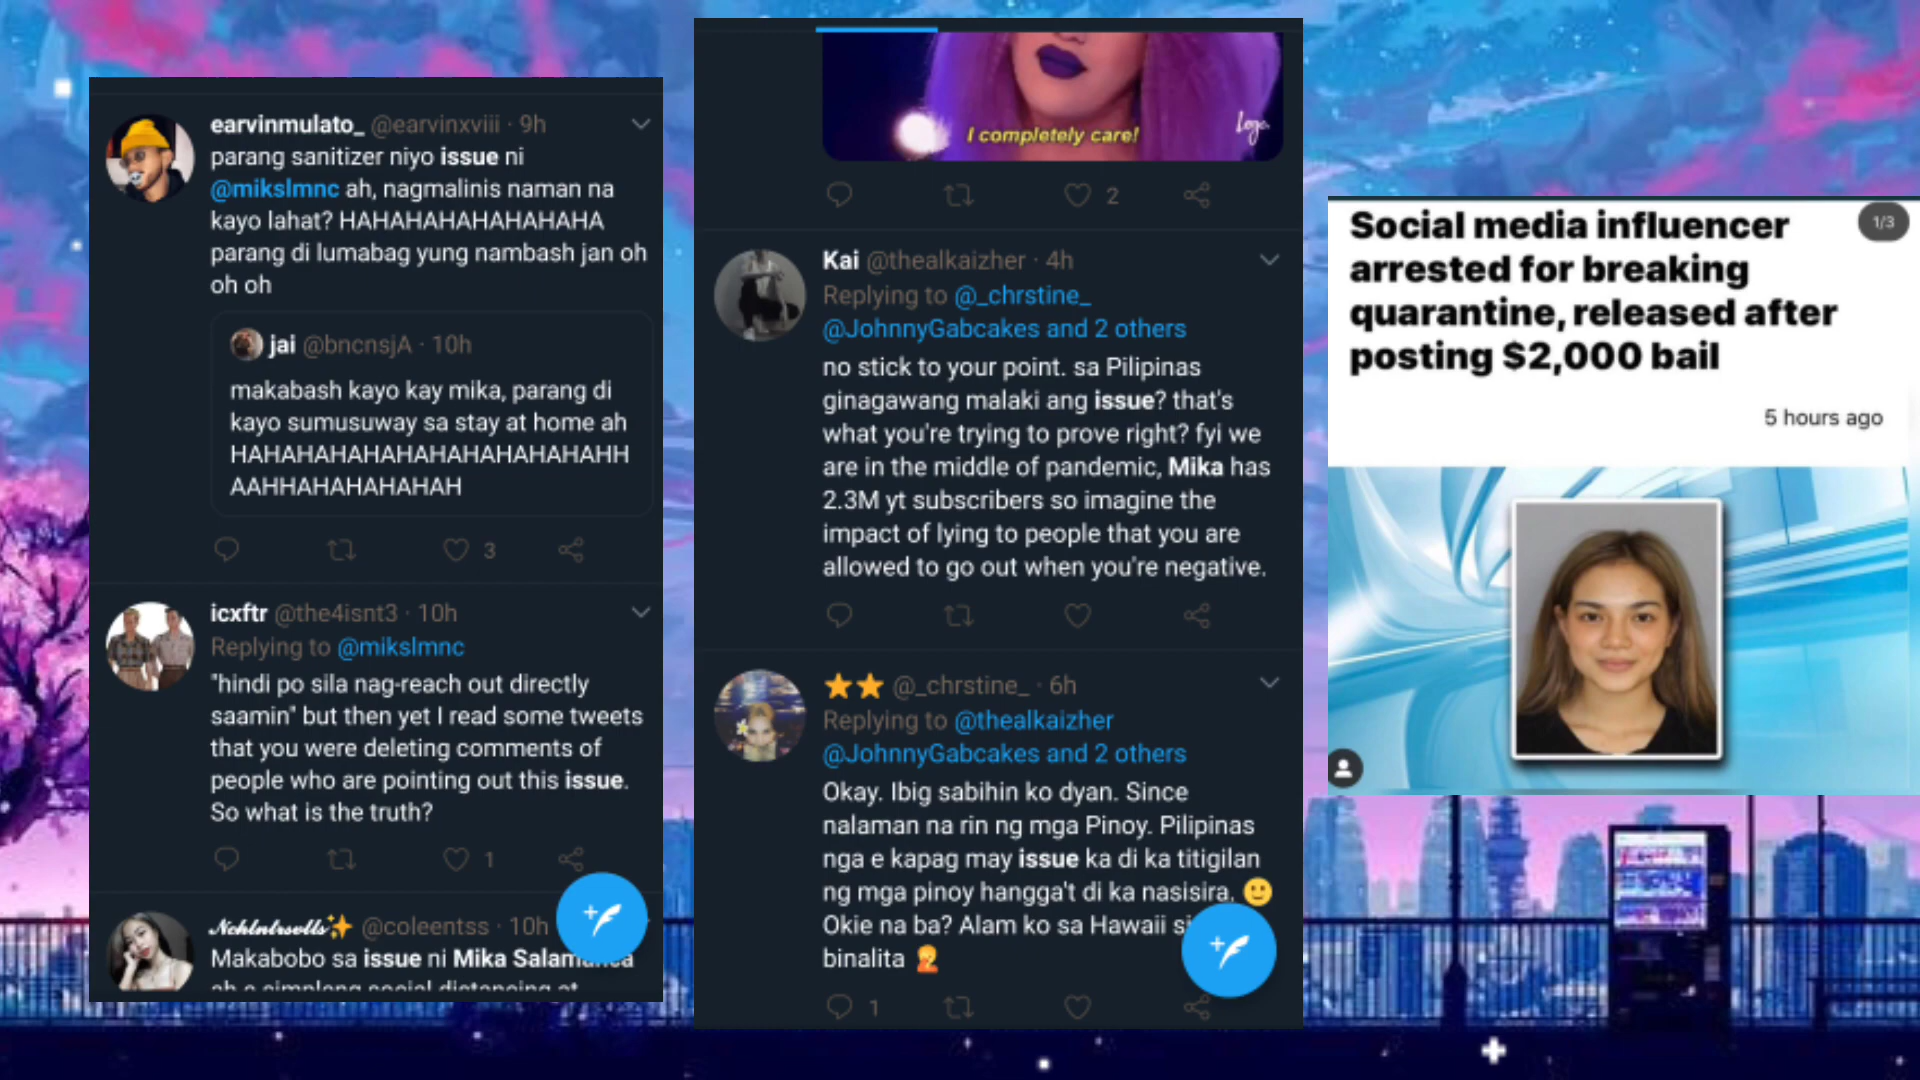 earvinmulato_ @earvinxviii · 9h
parang sanitizer niyo issue ni
@mikslmnc ah, nagmalinis naman na
kayo lahat? HAHAHAHAHAHAHAHA
parang di lumabag yung nambash jan oh
oh oh
jai @bncnsjA · 10h
makabash kayo kay mika, parang di
kayo sumusuway sa stay at home ah
HAHAHAHAHAHAHAHAHAHAHAHH
AAHHAHAHAHAHAH
3
icxftr @the4isnt3 · 10h
Replying to @mikslmnc
"hindi po sila nag-reach out directly
saamin" but then yet I read some tweets
that you were deleting comments of
people who are pointing out this issue.
So what is the truth?
1
@coleentss · 10h
Makabobo sa issue ni Mika
ah e simpleng social distancing at
I completely care!
Logo.
2
Kai @thealkaizher · 4h
Replying to @_chrstine_
@JohnnyGabcakes and 2 others
no stick to your point. sa Pilipinas
ginagawang malaki ang issue? that's
what you're trying to prove right? fyi we
are in the middle of pandemic, Mika has
2.3M yt subscribers so imagine the
impact of lying to people that you are
allowed to go out when you're negative.
⭐⭐ @_chrstine_ · 6h
Replying to @thealkaizher
@JohnnyGabcakes and 2 others
Okay. Ibig sabihin ko dyan. Since
nalaman na rin ng mga Pinoy. Pilipinas
nga e kapag may issue ka di ka titigilan
ng mga pinoy hangga't di ka nasisira. 🙂
Okie na ba? Alam ko sa Hawaii
binalita 🤦
1
Social media influencer
arrested for breaking
quarantine, released after
posting $2,000 bail
1/3
5 hours ago